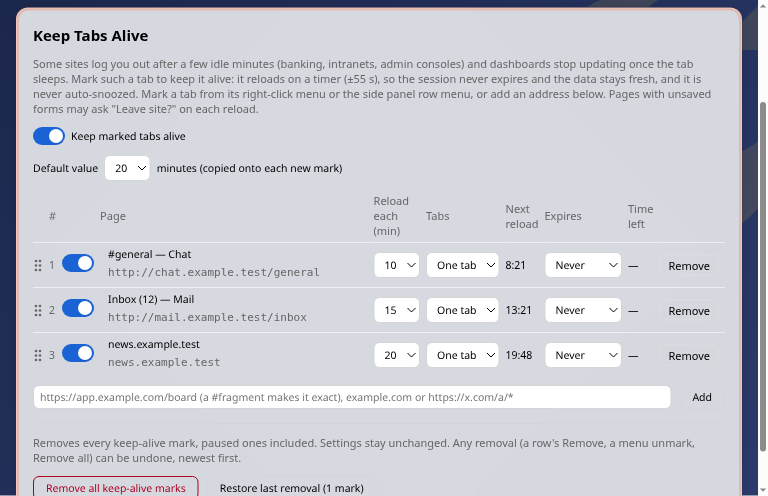 Keep Tabs Alive
Some sites log you out after a few idle minutes (banking, intranets, admin consoles) and dashboards stop updating once the tab
sleeps. Mark such a tab to keep it alive: it reloads on a timer (±55 s), so the session never expires and the data stays fresh, and it is
never auto-snoozed. Mark a tab from its right-click menu or the side panel row menu, or add an address below. Pages with unsaved
forms may ask "Leave site?" on each reload.
Keep marked tabs alive
Default value 20 minutes (copied onto each new mark)
# Page Reload each (min) Tabs Next reload Expires Time left
1 #general — Chat 10 One tab 8:21 Never — Remove
http://chat.example.test/general
2 Inbox (12) — Mail 15 One tab 13:21 Never — Remove
http://mail.example.test/inbox
3 news.example.test 20 One tab 19:48 Never — Remove
news.example.test
https://app.example.com/board (a #fragment makes it exact), example.com or https://x.com/a/* Add
Removes every keep-alive mark, paused ones included. Settings stay unchanged. Any removal (a row's Remove, a menu unmark,
Remove all) can be undone, newest first.
Remove all keep-alive marks Restore last removal (1 mark)